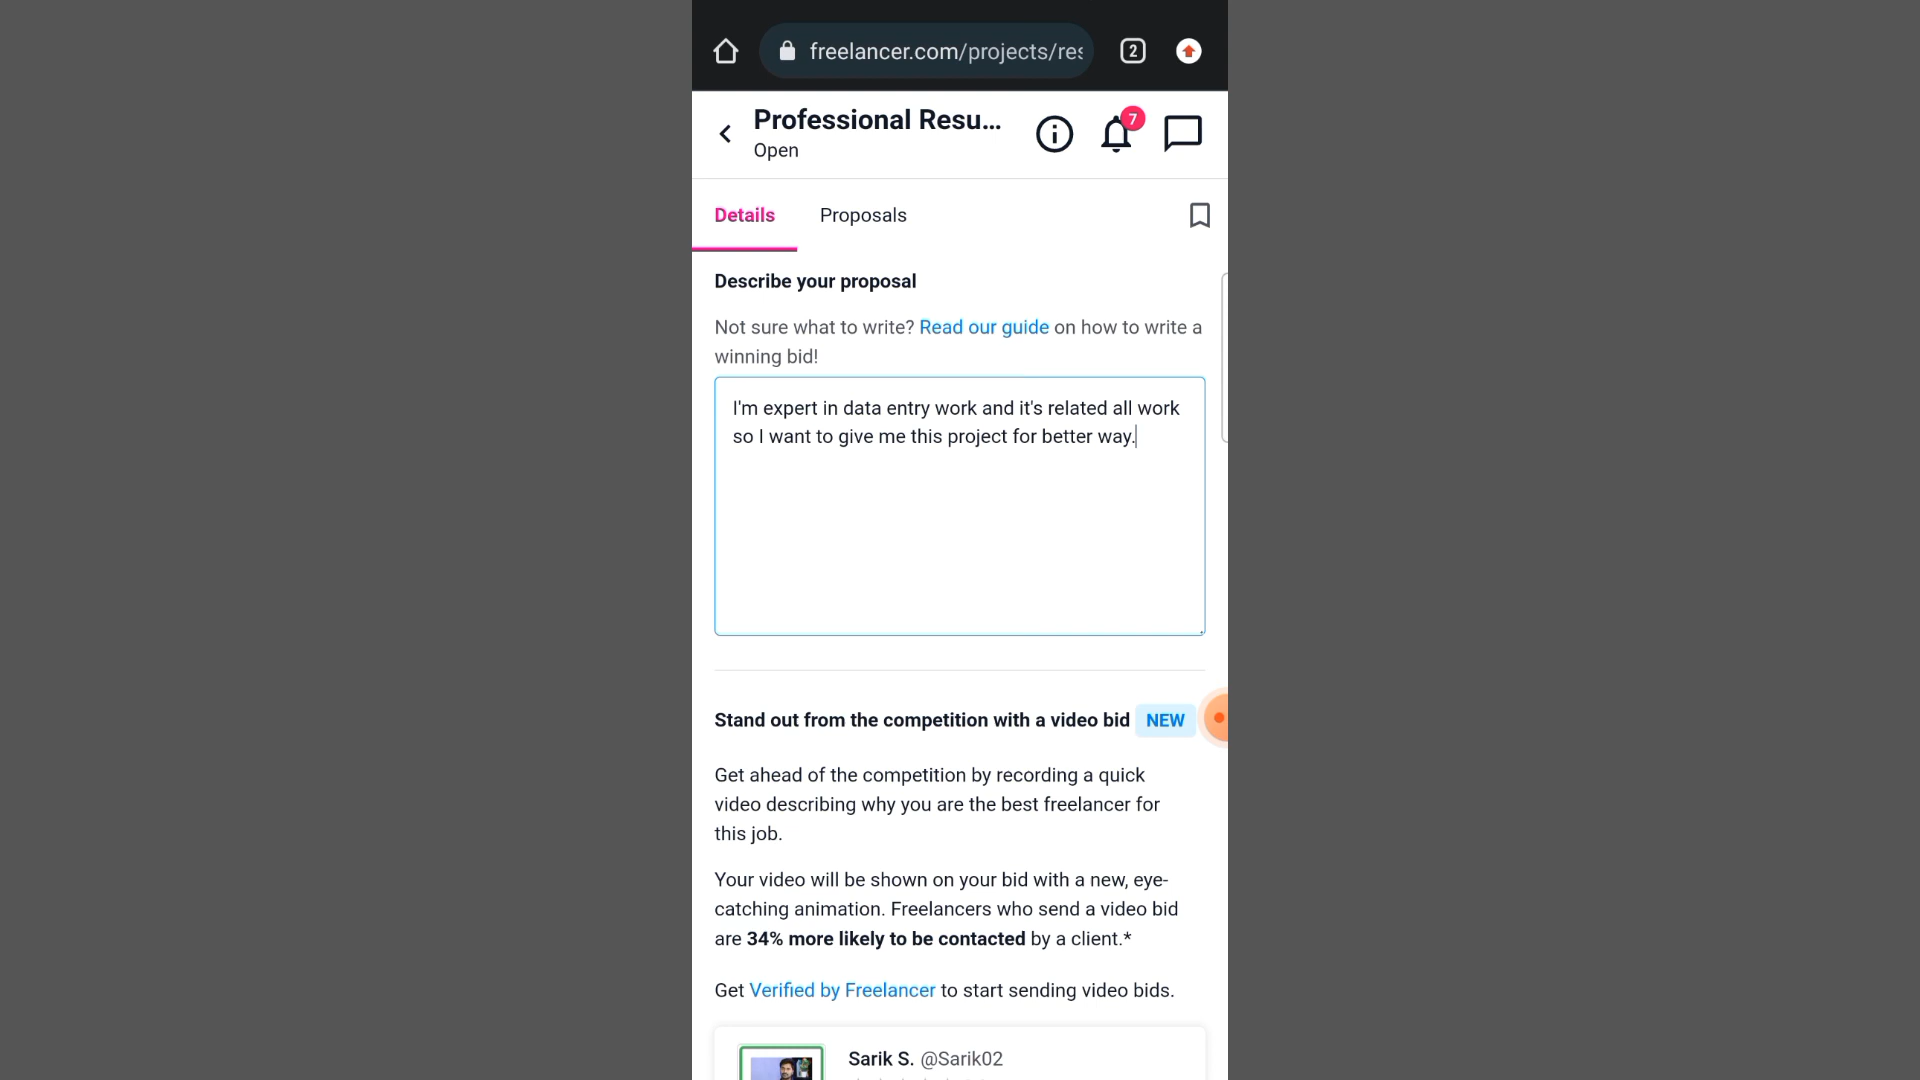 freelancer.com/projects/res
2
Professional Resu...
Open
7
Details
Proposals
Describe your proposal
Not sure what to write? Read our guide on how to write a
winning bid!
I'm expert in data entry work and it's related all work
so I want to give me this project for better way.
Stand out from the competition with a video bid NEW
Get ahead of the competition by recording a quick
video describing why you are the best freelancer for
this job.
Your video will be shown on your bid with a new, eye-
catching animation. Freelancers who send a video bid
are 34% more likely to be contacted by a client.*
Get Verified by Freelancer to start sending video bids.
Sarik S. @Sarik02